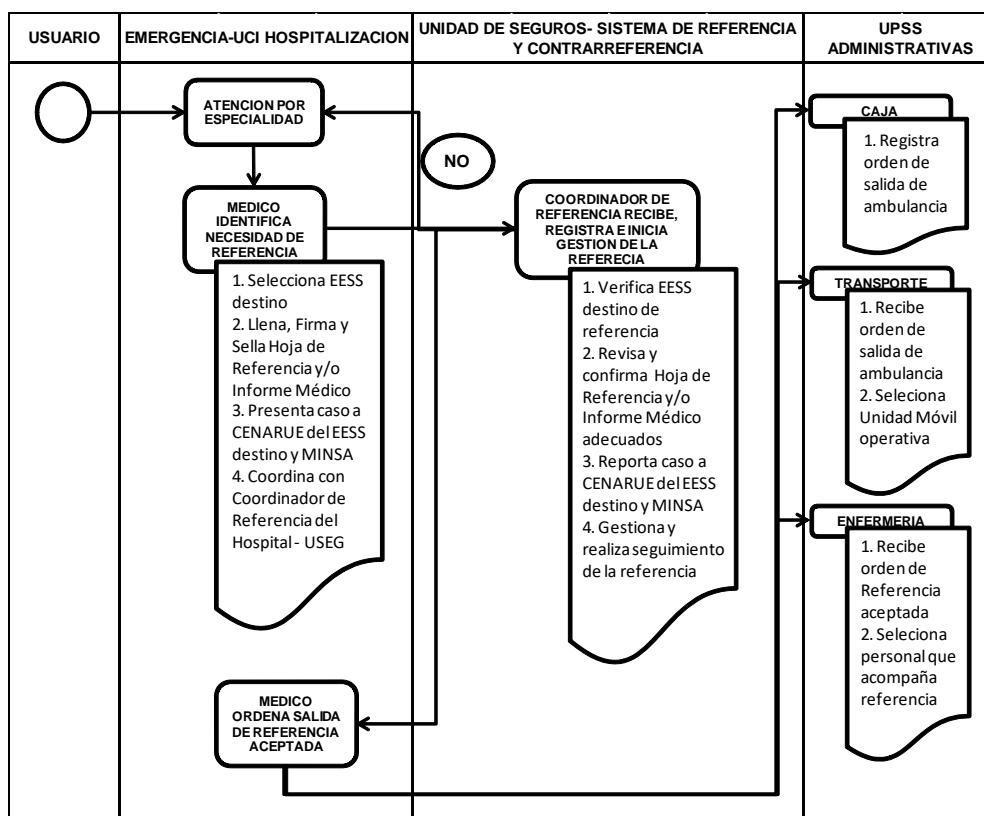 USUARIO
EMERGENCIA-UCI HOSPITALIZACION
UNIDAD DE SEGUROS- SISTEMA DE REFERENCIA
Y CONTRARREFERENCIA
UPSS
ADMINISTRATIVAS
ATENCION POR
ESPECIALIDAD
MEDICO
IDENTIFICA
NECESIDAD DE
REFERENCIA
1. Selecciona EESS
destino
2. Llena, Firma y
Sella Hoja de
Referencia y/o
Informe Médico
3. Presenta caso a
CENARUE del EESS
destino y MINSA
4. Coordina con
Coordinador de
Referencia del
Hospital - USEG
MEDICO
ORDENA SALIDA
DE REFERENCIA
ACEPTADA
NO
COORDINADOR DE
REFERENCIA RECIBE,
REGISTRA E INICIA
GESTION DE LA
REFERECIA
1. Verifica EESS
destino de
referencia
2. Revisa y
confirma Hoja de
Referencia y/o
Informe Médico
adecuados
3. Reporta caso a
CENARUE del EESS
destino y MINSA
4. Gestiona y
realiza seguimiento
de la referencia
CAJA
1. Registra
orden de
salida de
ambulancia
TRANSPORTE
1. Recibe
orden de
salida de
ambulancia
2. Seleciona
Unidad Móvil
operativa
ENFERMERIA
1. Recibe
orden de
Referencia
aceptada
2. Seleciona
personal que
acompaña
referencia